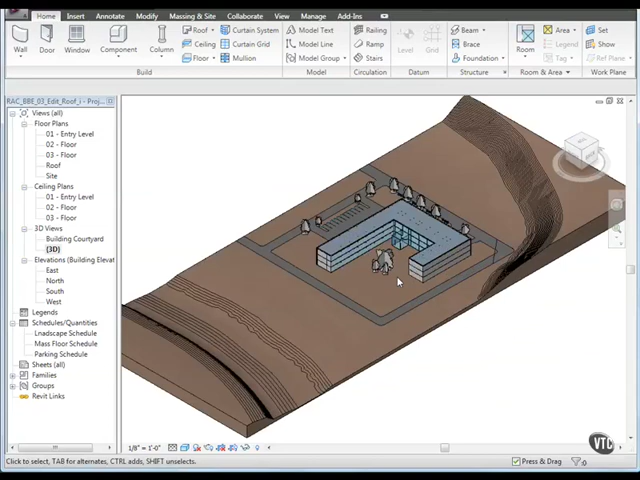 Home Insert Annotate Modify Massing & Site Collaborate View Manage Add-Ins
Wall Door Window Component Column Roof Ceiling Floor Curtain System Curtain Grid Mullion
Model Text Model Line Model Group
Railing Ramp Stairs
Level Grid
Beam Brace Foundation
Room Area Legend Tag
Set Show Ref Plane
Build Model Circulation Datum Structure Room & Area Work Plane
RAC_BBE_03_Edit_Roof_i - Proj...
Views (all)
Floor Plans
01 - Entry Level
02 - Floor
03 - Floor
Roof
Site
Ceiling Plans
01 - Entry Level
02 - Floor
03 - Floor
3D Views
Building Courtyard
{3D}
Elevations (Building Elevat
East
North
South
West
Legends
Schedules/Quantities
Lnadscape Schedule
Mass Floor Schedule
Parking Schedule
Sheets (all)
Families
Groups
Revit Links
1/8" = 1'-0"
VTC
Click to select, TAB for alternates, CTRL adds, SHIFT unselects.
Press & Drag
:0